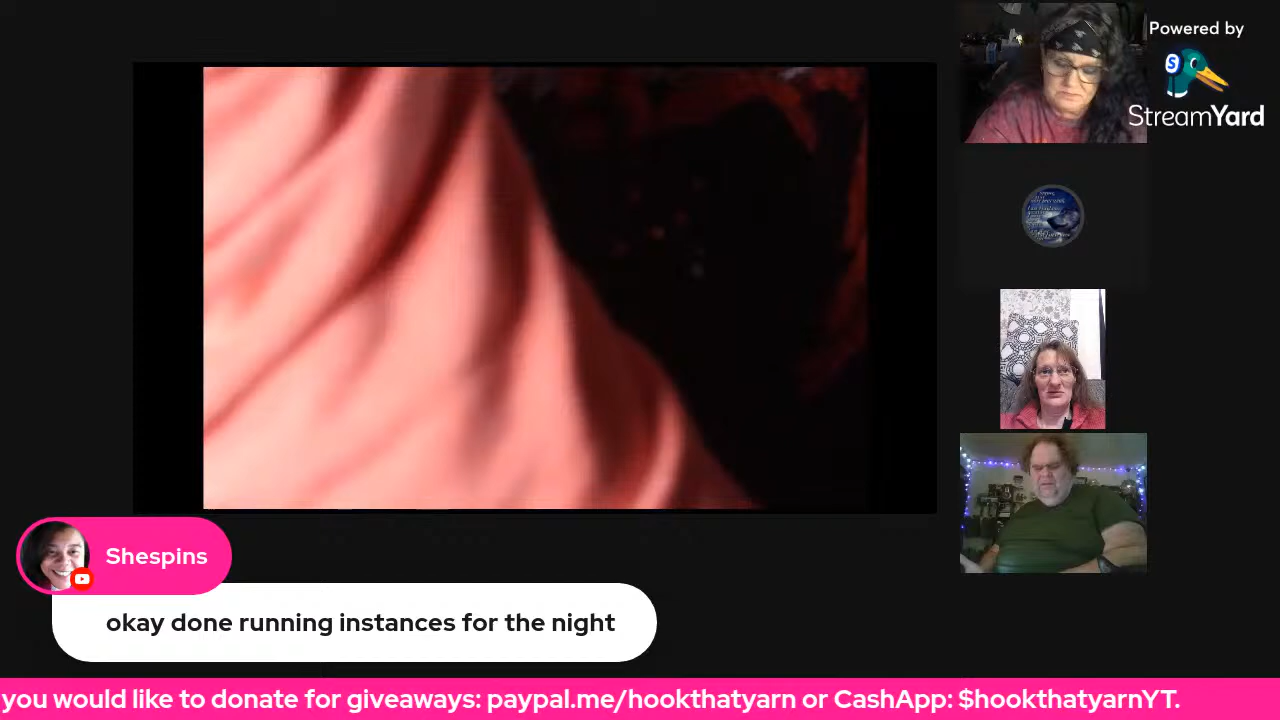 Powered by
StreamYard
Shespins
okay done running instances for the night
you would like to donate for giveaways: paypal.me/hookthatyarn or CashApp: $hookthatyarnYT.